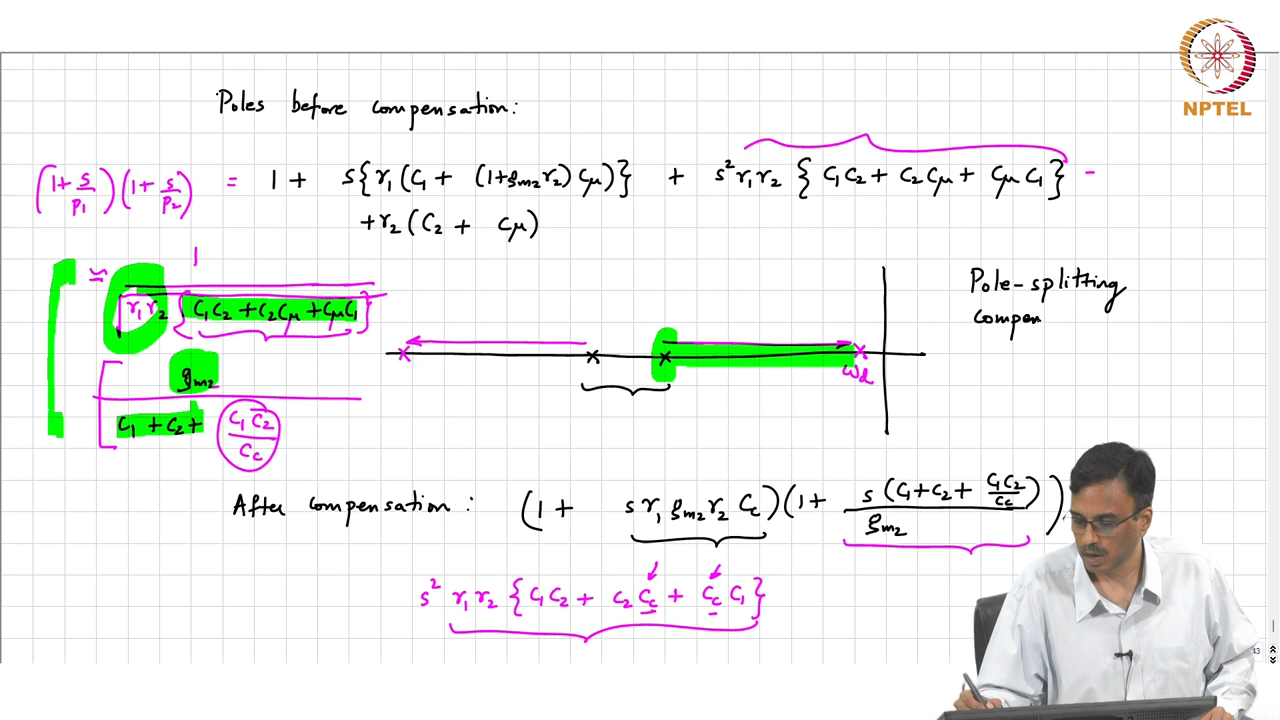 NPTEL
Poles before compensation:
(1 + s/p₁)(1 + s/p₂) = 1 + s{r₁(C₁ + (1+gm₂r₂)Cμ)} + s²r₁r₂ {C₁C₂ + C₂Cμ + CμC₁}
+ r₂(C₂ + Cμ)
≃ 1
r₁r₂ {C₁C₂ + C₂Cμ + CμC₁}
Pole-splitting
compen
ωd
gm₂
C₁ + C₂ + C₁C₂/Cc
After compensation: (1 + s r₁ gm₂ r₂ Cc)(1 + s(C₁+C₂+ C₁C₂/Cc)/gm₂)
s² r₁r₂ {C₁C₂ + C₂Cc + CcC₁}
43